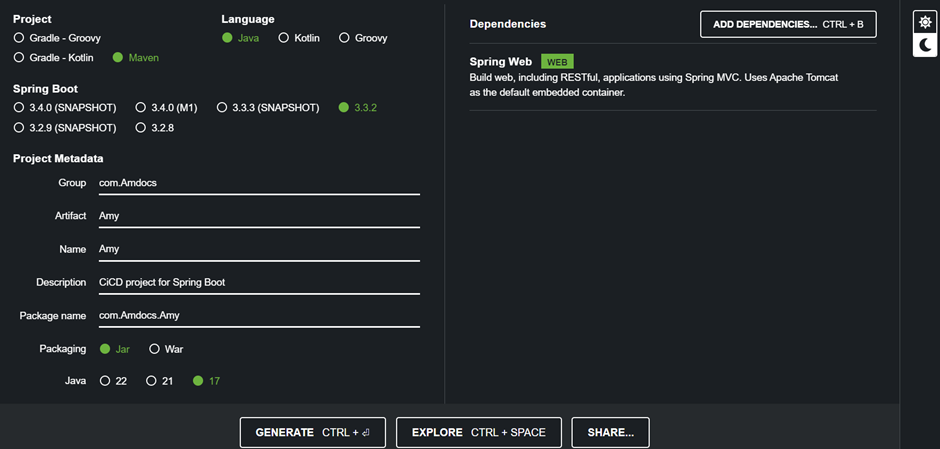 Project
Gradle - Groovy
Gradle - Kotlin Maven
Language
Java Kotlin Groovy
Spring Boot
3.4.0 (SNAPSHOT) 3.4.0 (M1) 3.3.3 (SNAPSHOT) 3.3.2
3.2.9 (SNAPSHOT) 3.2.8
Project Metadata
Group com.Amdocs
Artifact Amy
Name Amy
Description CiCD project for Spring Boot
Package name com.Amdocs.Amy
Packaging Jar War
Java 22 21 17
Dependencies ADD DEPENDENCIES... CTRL + B
Spring Web WEB
Build web, including RESTful, applications using Spring MVC. Uses Apache Tomcat
as the default embedded container.
GENERATE CTRL + ⏎ EXPLORE CTRL + SPACE SHARE...